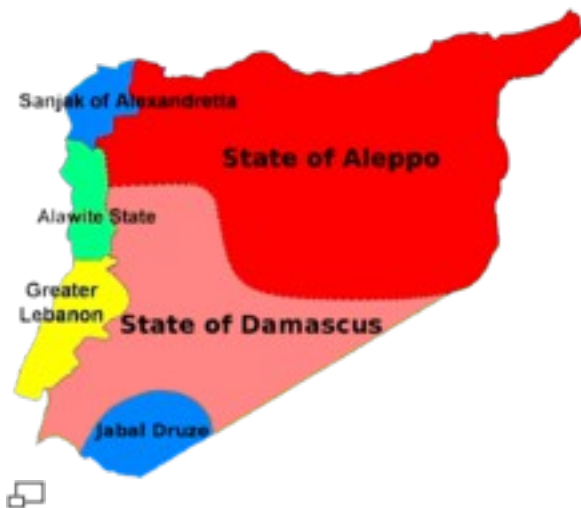 Sanjak of Alexandretta
State of Aleppo
Alawite State
Greater
Lebanon
State of Damascus
Jabal Druze